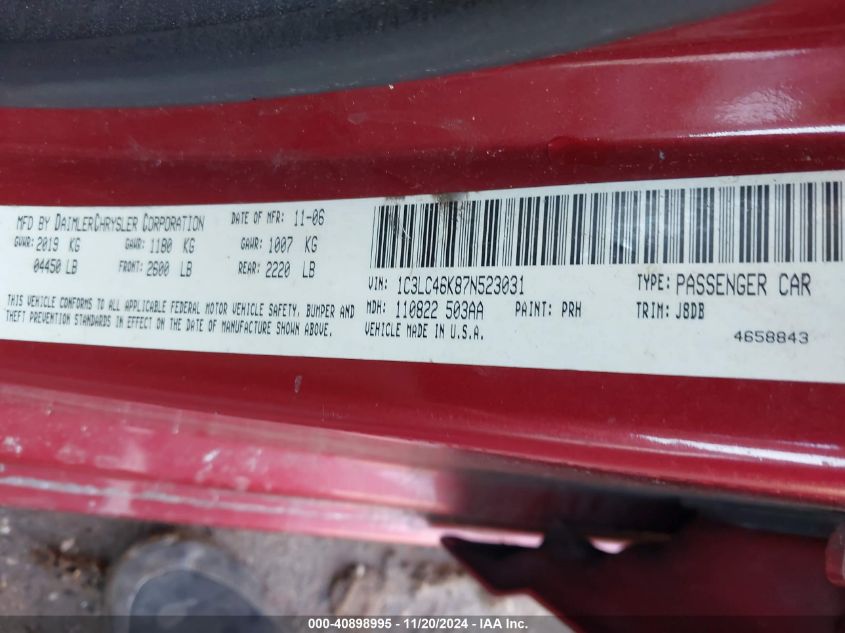 MFD BY DAIMLERCHRYSLER CORPORATION DATE OF MFR: 11-06
GVWR: 2019 KG GAWR: 1180 KG GAWR: 1007 KG
04450 LB FRONT: 2600 LB REAR: 2220 LB
THIS VEHICLE CONFORMS TO ALL APPLICABLE FEDERAL MOTOR VEHICLE SAFETY, BUMPER AND
THEFT PREVENTION STANDARDS IN EFFECT ON THE DATE OF MANUFACTURE SHOWN ABOVE.
VIN: 1C3LC46K87N523031 TYPE: PASSENGER CAR
MDH: 110822 503AA PAINT: PRH TRIM: J8DB
VEHICLE MADE IN U.S.A. 4658843
000-40898995 - 11/20/2024 - IAA Inc.